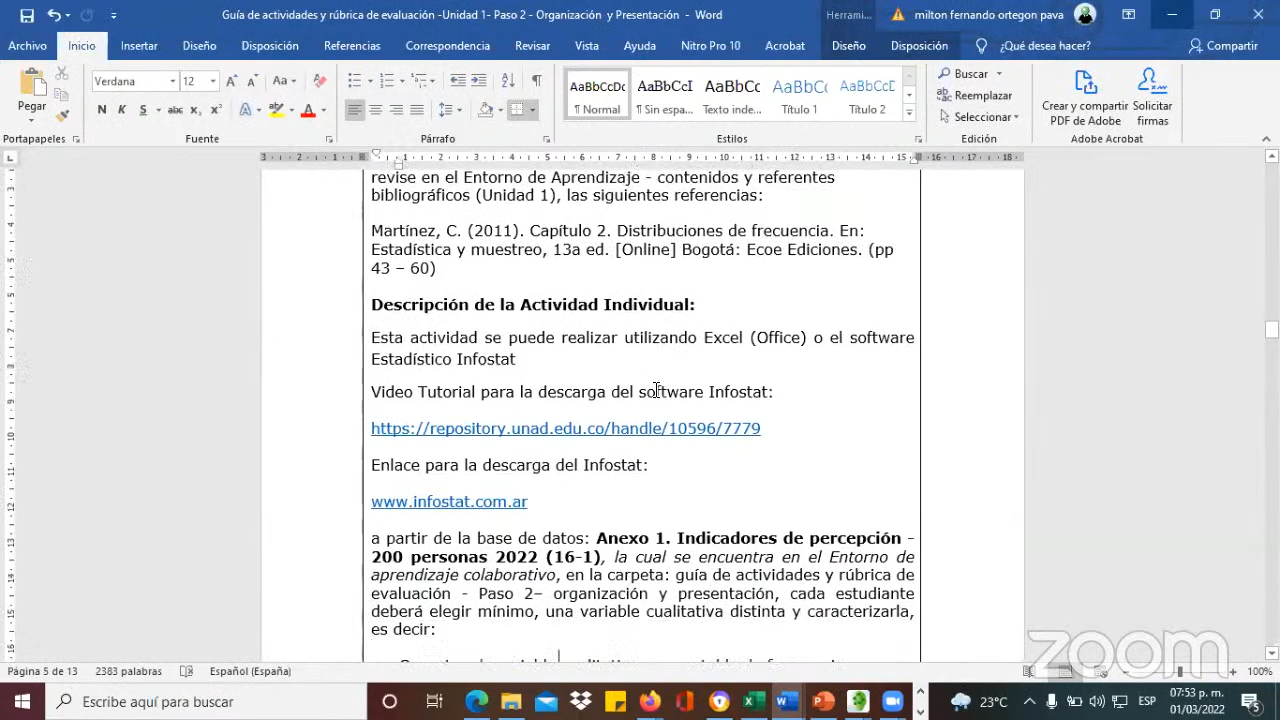 Guía de actividades y rúbrica de evaluación -Unidad 1- Paso 2 - Organización y Presentación - Word
Herrami...
milton fernando ortegon pava
Archivo Inicio Insertar Diseño Disposición Referencias Correspondencia Revisar Vista Ayuda Nitro Pro 10 Acrobat Diseño Disposición ¿Qué desea hacer? Compartir
Pegar
Verdana 12
AaBbCcDc AaBbCcI AaBbCc AaBbC AaBbCcD
¶ Normal ¶ Sin espa... Texto inde... Título 1 Título 2
Buscar
Reemplazar
Seleccionar
Crear y compartir PDF de Adobe
Solicitar firmas
Portapapeles Fuente Párrafo Estilos Edición Adobe Acrobat
revise en el Entorno de Aprendizaje - contenidos y referentes
bibliográficos (Unidad 1), las siguientes referencias:
Martínez, C. (2011). Capítulo 2. Distribuciones de frecuencia. En:
Estadística y muestreo, 13a ed. [Online] Bogotá: Ecoe Ediciones. (pp
43 – 60)
Descripción de la Actividad Individual:
Esta actividad se puede realizar utilizando Excel (Office) o el software
Estadístico Infostat
Video Tutorial para la descarga del software Infostat:
https://repository.unad.edu.co/handle/10596/7779
Enlace para la descarga del Infostat:
www.infostat.com.ar
a partir de la base de datos: Anexo 1. Indicadores de percepción -
200 personas 2022 (16-1), la cual se encuentra en el Entorno de
aprendizaje colaborativo, en la carpeta: guía de actividades y rúbrica de
evaluación - Paso 2– organización y presentación, cada estudiante
deberá elegir mínimo, una variable cualitativa distinta y caracterizarla,
es decir:
zoom
Página 5 de 13 2383 palabras Español (España) 100%
Escribe aquí para buscar
23°C
ESP
07:53 p. m.
01/03/2022
5